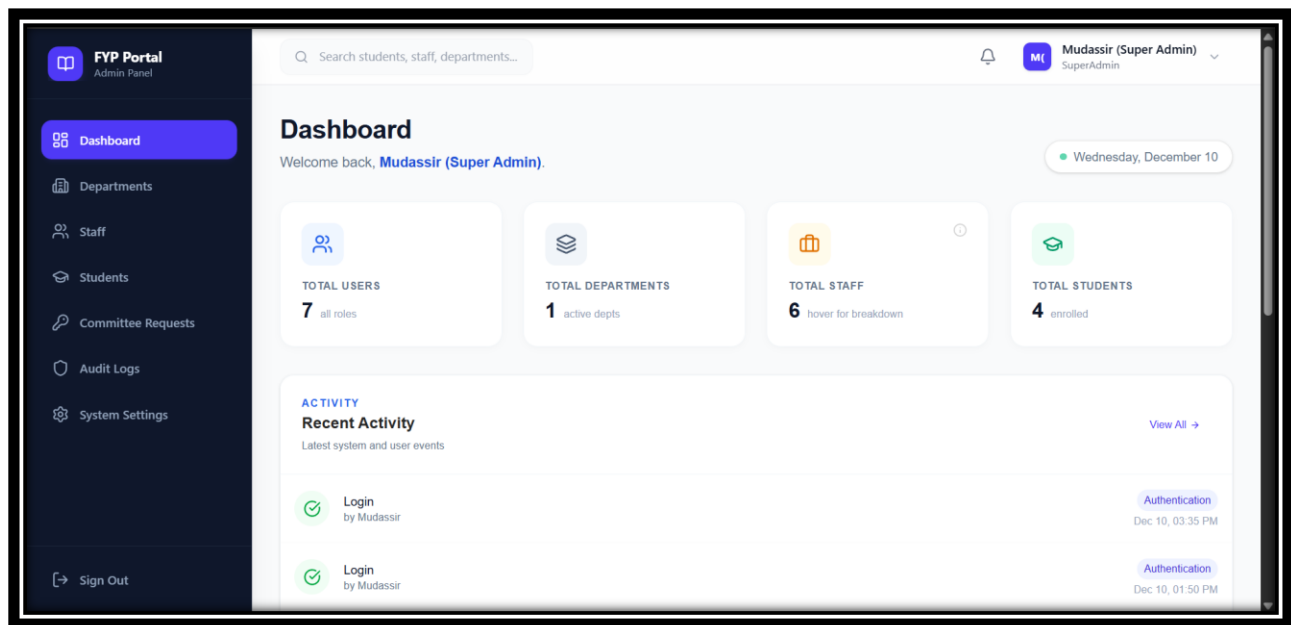 FYP Portal
Admin Panel
Dashboard
Departments
Staff
Students
Committee Requests
Audit Logs
System Settings
Sign Out
Search students, staff, departments...
M(
Mudassir (Super Admin)
SuperAdmin
Dashboard
Welcome back, Mudassir (Super Admin).
Wednesday, December 10
TOTAL USERS
7 all roles
TOTAL DEPARTMENTS
1 active depts
TOTAL STAFF
6 hover for breakdown
TOTAL STUDENTS
4 enrolled
ACTIVITY
Recent Activity
Latest system and user events
View All →
Login
by Mudassir
Authentication
Dec 10, 03:35 PM
Login
by Mudassir
Authentication
Dec 10, 01:50 PM